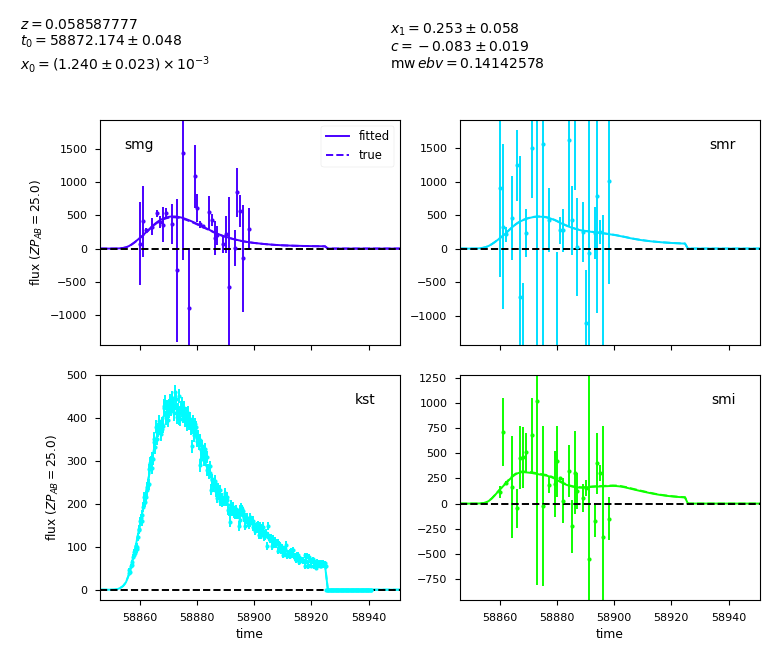 z = 0.058587777
t₀ = 58872.174 ± 0.048
x₀ = (1.240 ± 0.023) × 10⁻³
x₁ = 0.253 ± 0.058
c = −0.083 ± 0.019
mw ebv = 0.14142578
smg
fitted
true
1500
1000
500
0
−500
−1000
flux (ZP_AB = 25.0)
smr
1500
1000
500
0
−500
−1000
kst
500
400
300
200
100
0
flux (ZP_AB = 25.0)
58860 58880 58900 58920 58940
time
smi
1250
1000
750
500
250
0
−250
−500
−750
58860 58880 58900 58920 58940
time